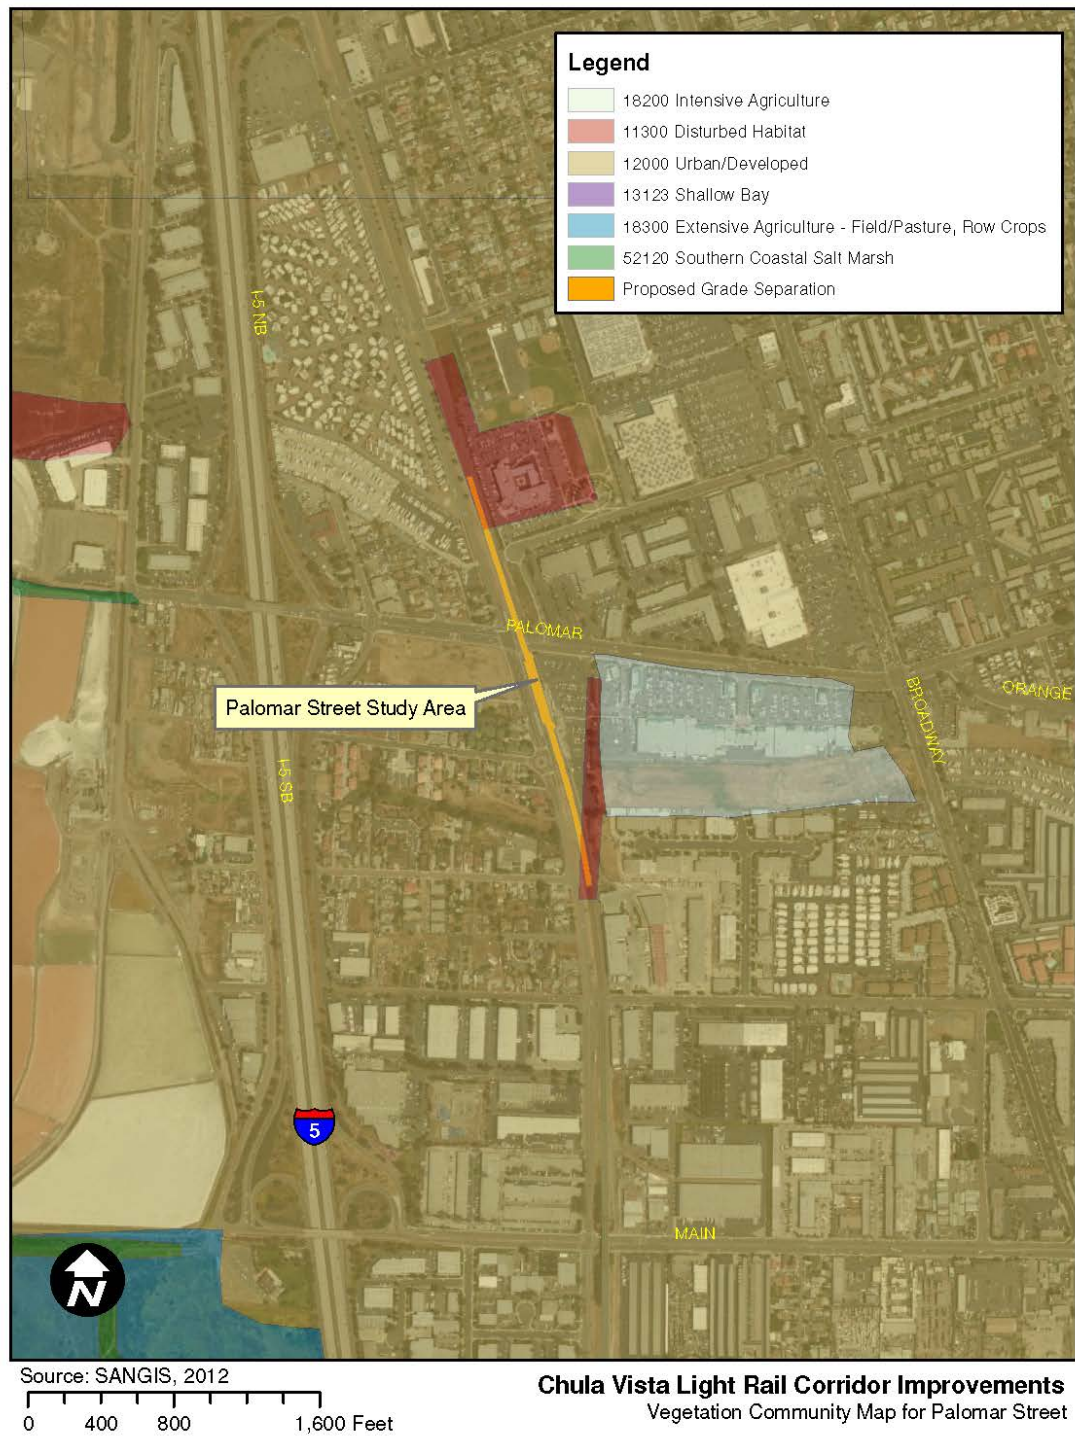 Legend
18200 Intensive Agriculture
11300 Disturbed Habitat
12000 Urban/Developed
13123 Shallow Bay
18300 Extensive Agriculture - Field/Pasture, Row Crops
52120 Southern Coastal Salt Marsh
Proposed Grade Separation
I-5 NB
PALOMAR
Palomar Street Study Area
BROADWAY
ORANGE
I-5 SB
5
MAIN
N
Source: SANGIS, 2012
0 400 800 1,600 Feet
Chula Vista Light Rail Corridor Improvements
Vegetation Community Map for Palomar Street